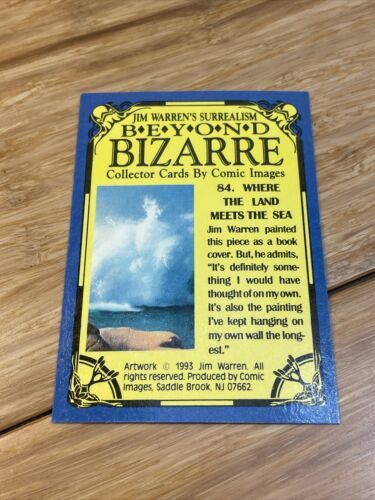 JIM WARREN'S SURREALISM
B•E•Y•O•N•D
BIZARRE
Collector Cards By Comic Images
84. WHERE
THE LAND
MEETS THE SEA
Jim Warren painted
this piece as a book
cover. But, he admits,
"It's definitely some-
thing I would have
thought of on my own.
It's also the painting
I've kept hanging on
my own wall the long-
est."
Artwork © 1993 Jim Warren. All
rights reserved. Produced by Comic
Images, Saddle Brook, NJ 07662.